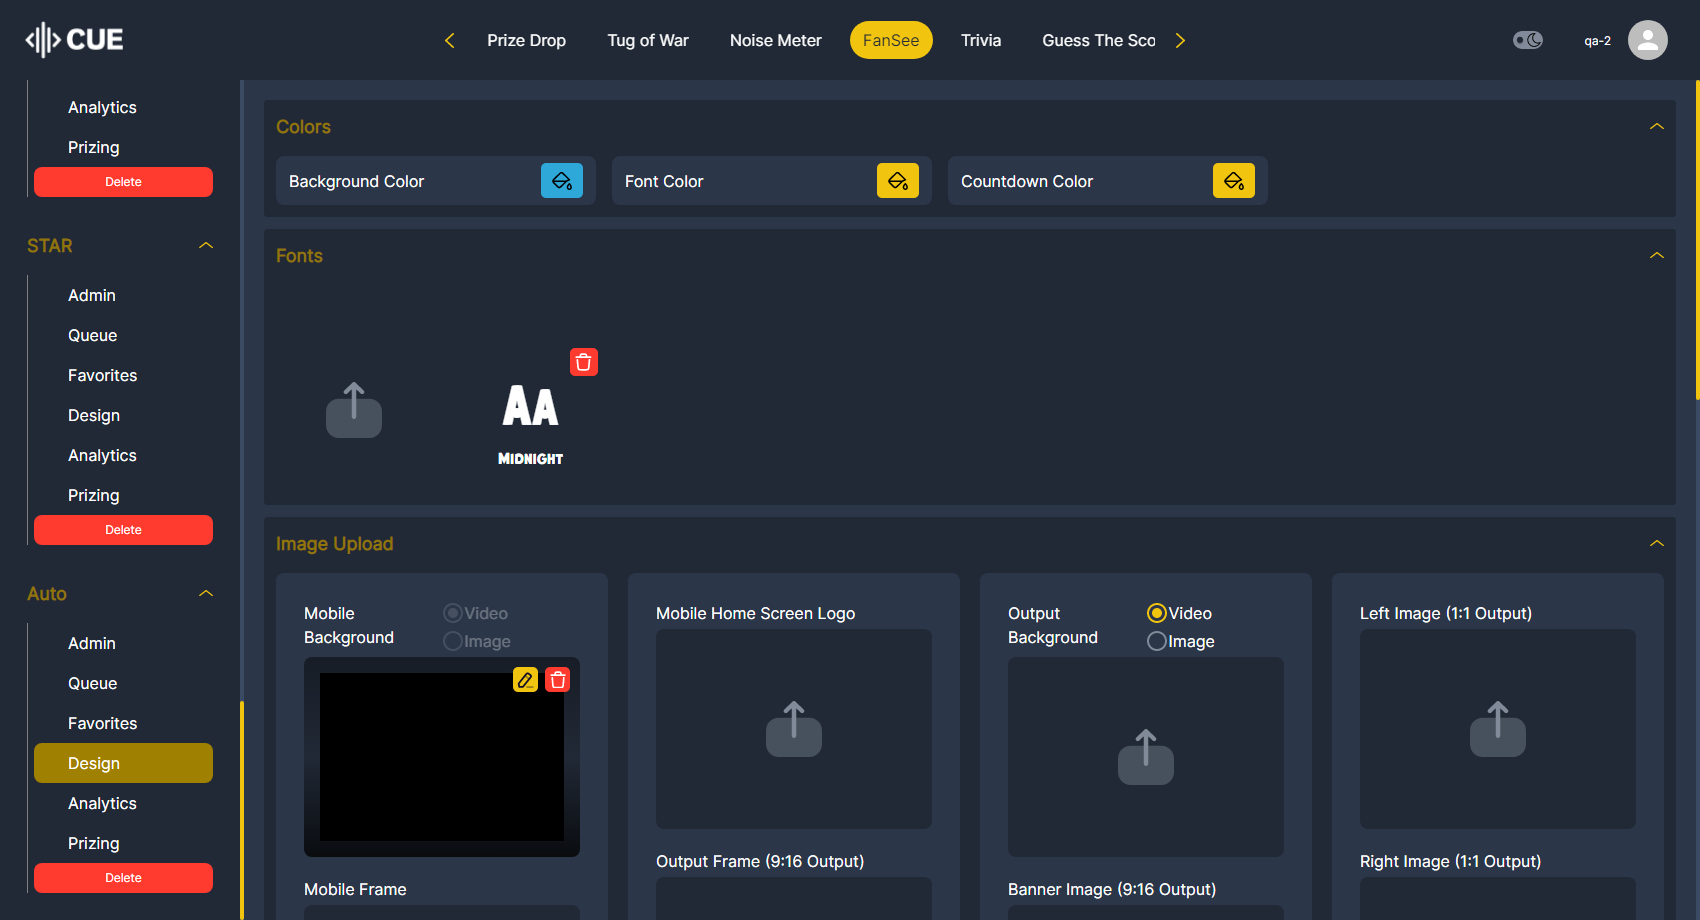 CUE
Prize Drop
Tug of War
Noise Meter
FanSee
Trivia
Guess The Sco
qa-2
Analytics
Prizing
Delete
STAR
Admin
Queue
Favorites
Design
Analytics
Prizing
Delete
Auto
Admin
Queue
Favorites
Design
Analytics
Prizing
Delete
Colors
Background Color
Font Color
Countdown Color
Fonts
AA
MIDNIGHT
Image Upload
Mobile
Background
Video
Image
Mobile Home Screen Logo
Output
Background
Video
Image
Left Image (1:1 Output)
Mobile Frame
Output Frame (9:16 Output)
Banner Image (9:16 Output)
Right Image (1:1 Output)